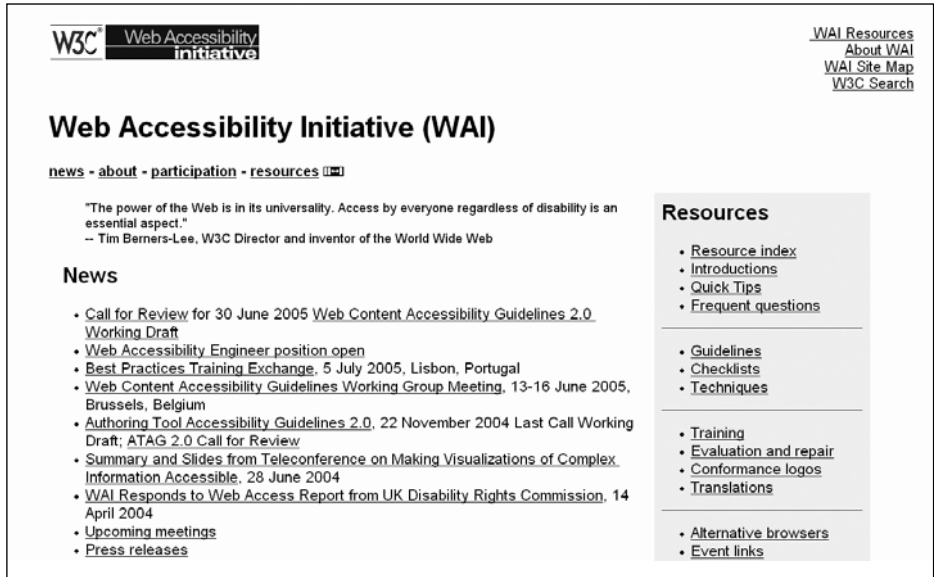 W3C® Web Accessibility
initiative
WAI Resources
About WAI
WAI Site Map
W3C Search
Web Accessibility Initiative (WAI)
news - about - participation - resources
"The power of the Web is in its universality. Access by everyone regardless of disability is an
essential aspect."
-- Tim Berners-Lee, W3C Director and inventor of the World Wide Web
News
• Call for Review for 30 June 2005 Web Content Accessibility Guidelines 2.0
Working Draft
• Web Accessibility Engineer position open
• Best Practices Training Exchange, 5 July 2005, Lisbon, Portugal
• Web Content Accessibility Guidelines Working Group Meeting, 13-16 June 2005,
Brussels, Belgium
• Authoring Tool Accessibility Guidelines 2.0, 22 November 2004 Last Call Working
Draft; ATAG 2.0 Call for Review
• Summary and Slides from Teleconference on Making Visualizations of Complex
Information Accessible, 28 June 2004
• WAI Responds to Web Access Report from UK Disability Rights Commission, 14
April 2004
• Upcoming meetings
• Press releases
Resources
• Resource index
• Introductions
• Quick Tips
• Frequent questions
• Guidelines
• Checklists
• Techniques
• Training
• Evaluation and repair
• Conformance logos
• Translations
• Alternative browsers
• Event links